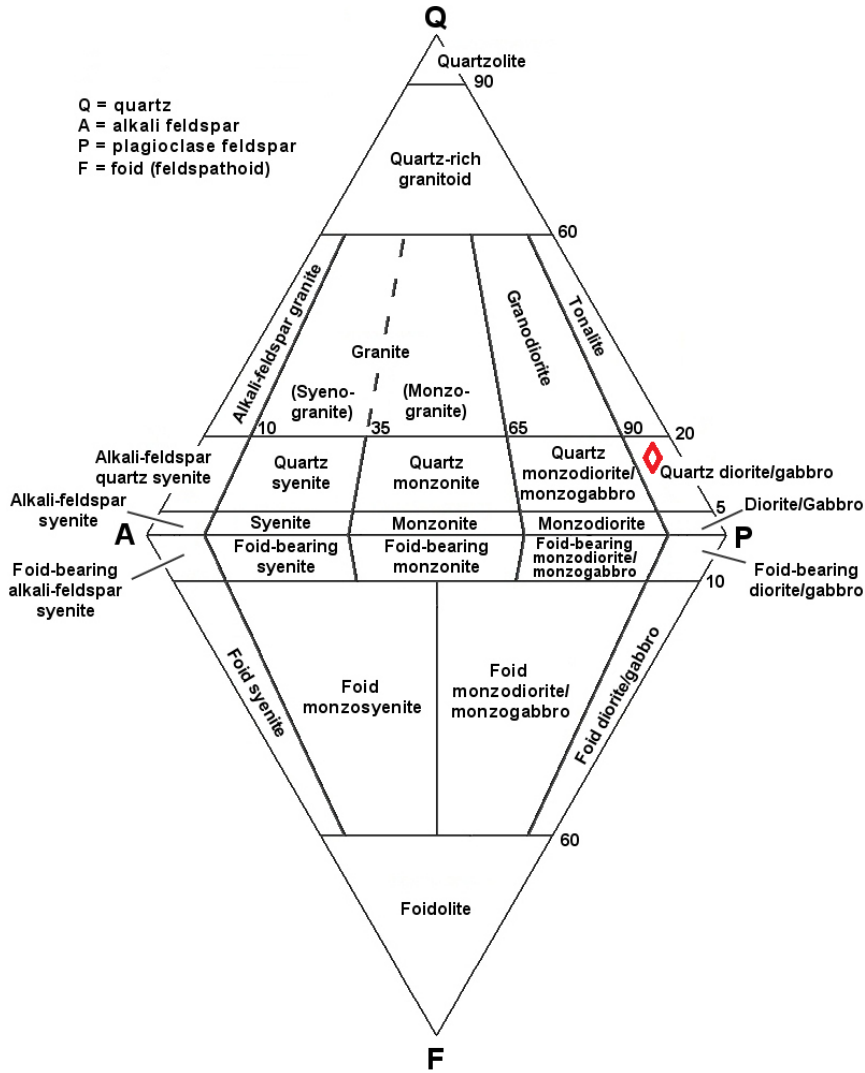 Q
Quartzolite
90
Q = quartz
A = alkali feldspar
P = plagioclase feldspar
F = foid (feldspathoid)
Quartz-rich
granitoid
60
Alkali-feldspar granite
Granite
(Syeno-
granite)
(Monzo-
granite)
Granodiorite
Tonalite
10
35
65
90
20
Alkali-feldspar
quartz syenite
Quartz
syenite
Quartz
monzonite
Quartz
monzodiorite/
monzogabbro
Quartz diorite/gabbro
Alkali-feldspar
syenite
5
Diorite/Gabbro
A
Syenite
Monzonite
Monzodiorite
P
Foid-bearing
alkali-feldspar
syenite
Foid-bearing
syenite
Foid-bearing
monzonite
Foid-bearing
monzodiorite/
monzogabbro
10
Foid-bearing
diorite/gabbro
Foid syenite
Foid
monzosyenite
Foid
monzodiorite/
monzogabbro
Foid diorite/gabbro
60
Foidolite
F